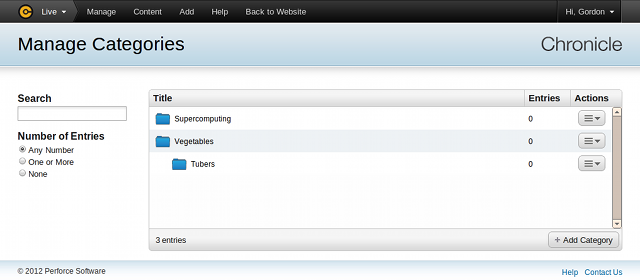 Live Manage Content Add Help Back to Website Hi, Gordon
Manage Categories
Chronicle
Search
Number of Entries
Any Number
One or More
None
Title Entries Actions
Supercomputing 0
Vegetables 0
Tubers 0
3 entries
+ Add Category
© 2012 Perforce Software
Help Contact Us